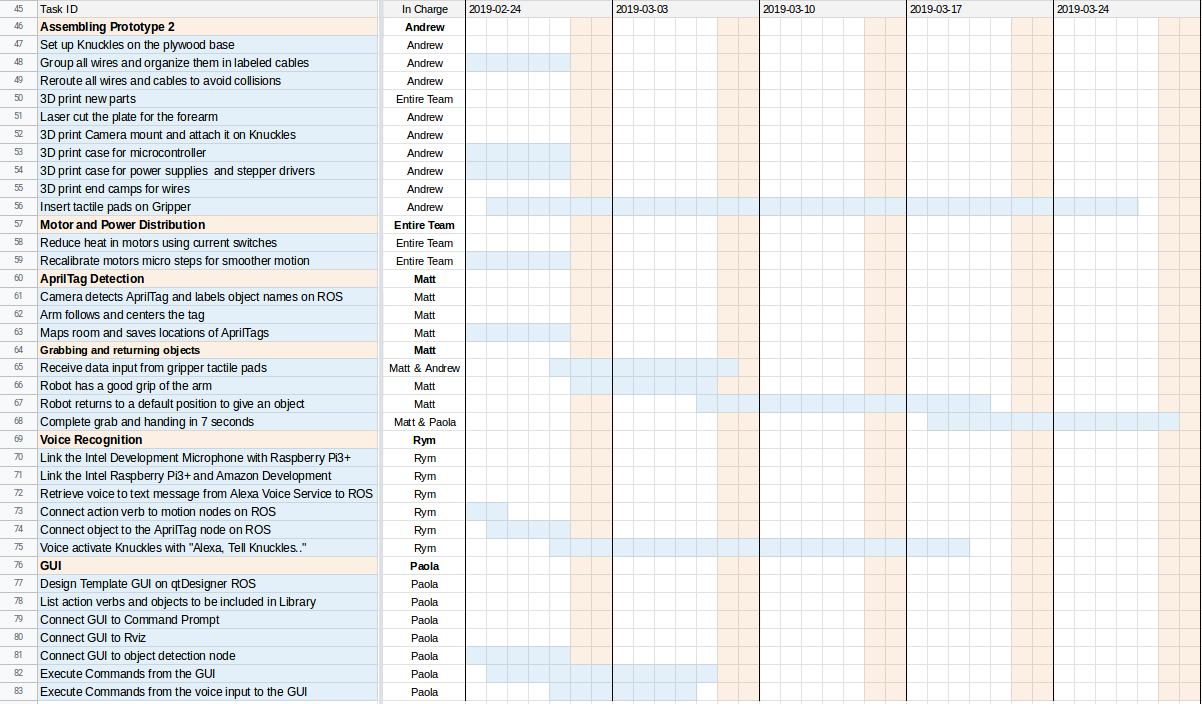 45 Task ID In Charge 2019-02-24 2019-03-03 2019-03-10 2019-03-17 2019-03-24
46 Assembling Prototype 2 Andrew
47 Set up Knuckles on the plywood base Andrew
48 Group all wires and organize them in labeled cables Andrew
49 Reroute all wires and cables to avoid collisions Andrew
50 3D print new parts Entire Team
51 Laser cut the plate for the forearm Andrew
52 3D print Camera mount and attach it on Knuckles Andrew
53 3D print case for microcontroller Andrew
54 3D print case for power supplies and stepper drivers Andrew
55 3D print end camps for wires Andrew
56 Insert tactile pads on Gripper Andrew
57 Motor and Power Distribution Entire Team
58 Reduce heat in motors using current switches Entire Team
59 Recalibrate motors micro steps for smoother motion Entire Team
60 AprilTag Detection Matt
61 Camera detects AprilTag and labels object names on ROS Matt
62 Arm follows and centers the tag Matt
63 Maps room and saves locations of AprilTags Matt
64 Grabbing and returning objects Matt
65 Receive data input from gripper tactile pads Matt & Andrew
66 Robot has a good grip of the arm Matt
67 Robot returns to a default position to give an object Matt
68 Complete grab and handing in 7 seconds Matt & Paola
69 Voice Recognition Rym
70 Link the Intel Development Microphone with Raspberry Pi3+ Rym
71 Link the Intel Raspberry Pi3+ and Amazon Development Rym
72 Retrieve voice to text message from Alexa Voice Service to ROS Rym
73 Connect action verb to motion nodes on ROS Rym
74 Connect object to the AprilTag node on ROS Rym
75 Voice activate Knuckles with "Alexa, Tell Knuckles.." Rym
76 GUI Paola
77 Design Template GUI on qtDesigner ROS Paola
78 List action verbs and objects to be included in Library Paola
79 Connect GUI to Command Prompt Paola
80 Connect GUI to Rviz Paola
81 Connect GUI to object detection node Paola
82 Execute Commands from the GUI Paola
83 Execute Commands from the voice input to the GUI Paola